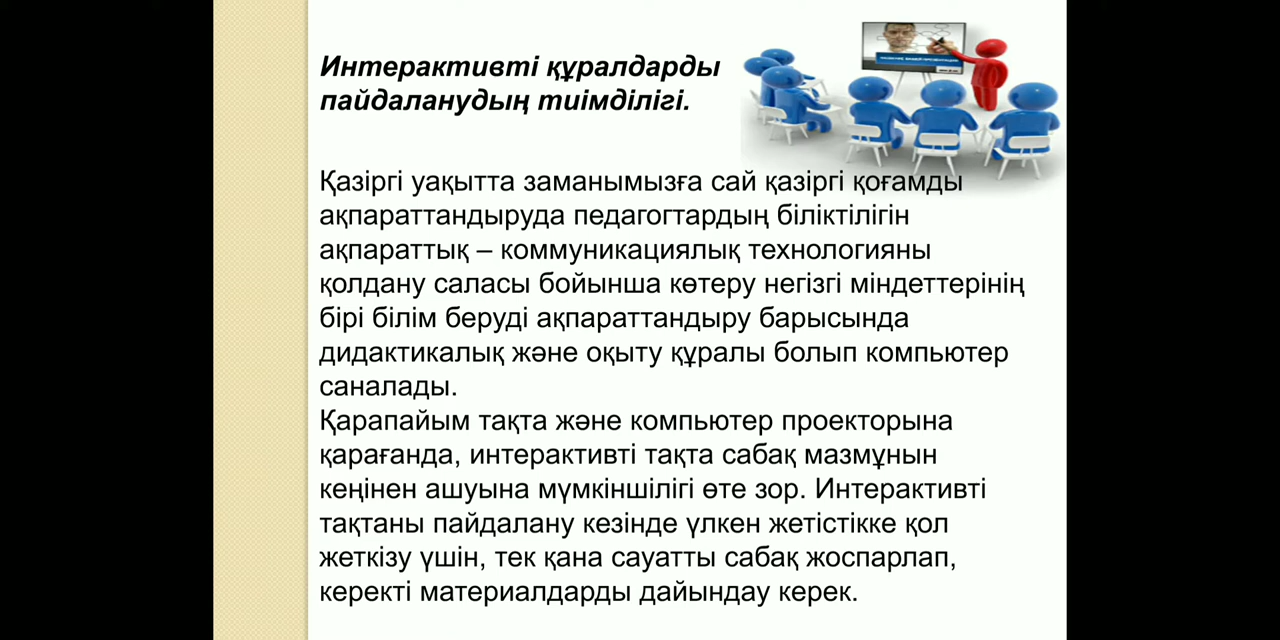 Интерактивті құралдарды
пайдаланудың тиімділігі.
Қазіргі уақытта заманымызға сай қазіргі қоғамды
ақпараттандыруда педагогтардың біліктілігін
ақпараттық – коммуникациялық технологияны
қолдану саласы бойынша көтеру негізгі міндеттерінің
бірі білім беруді ақпараттандыру барысында
дидактикалық және оқыту құралы болып компьютер
саналады.
Қарапайым тақта және компьютер проекторына
қарағанда, интерактивті тақта сабақ мазмұнын
кеңінен ашуына мүмкіншілігі өте зор. Интерактивті
тақтаны пайдалану кезінде үлкен жетістікке қол
жеткізу үшін, тек қана сауатты сабақ жоспарлап,
керекті материалдарды дайындау керек.